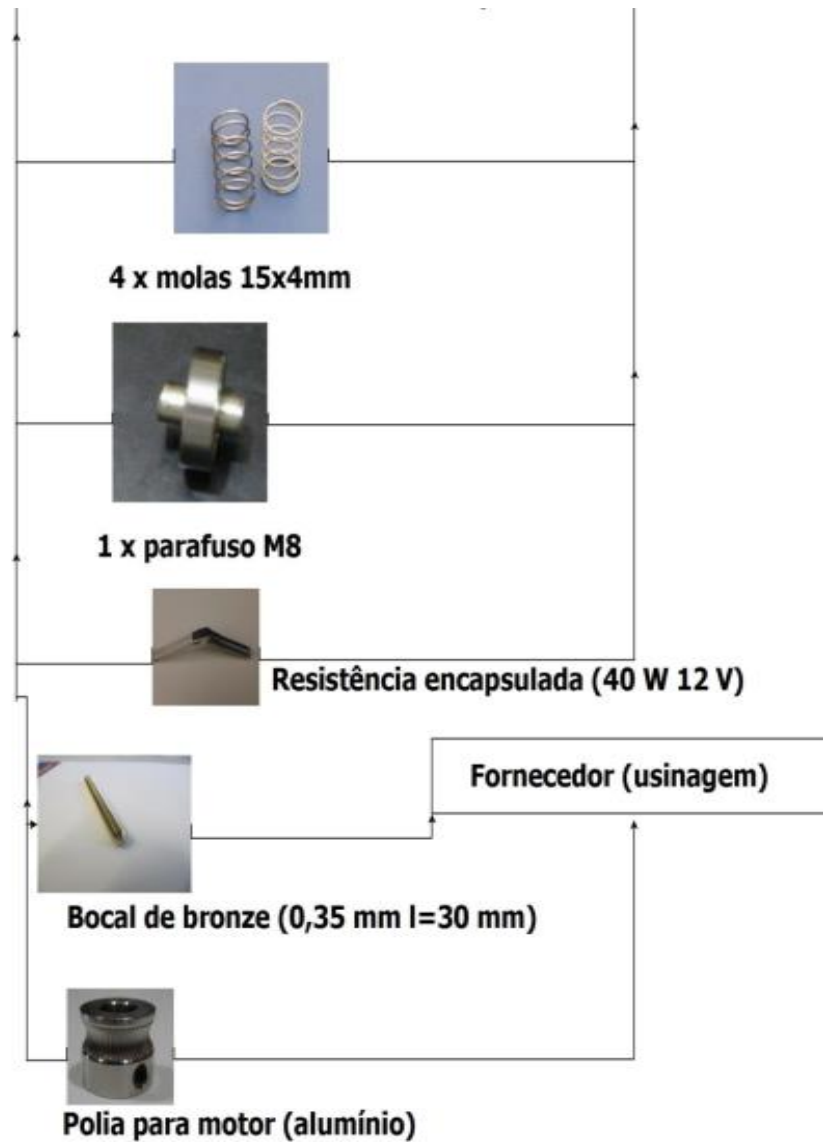 4 x molas 15x4mm
1 x parafuso M8
Resistência encapsulada (40 W 12 V)
Fornecedor (usinagem)
Bocal de bronze (0,35 mm l=30 mm)
Polia para motor (alumínio)